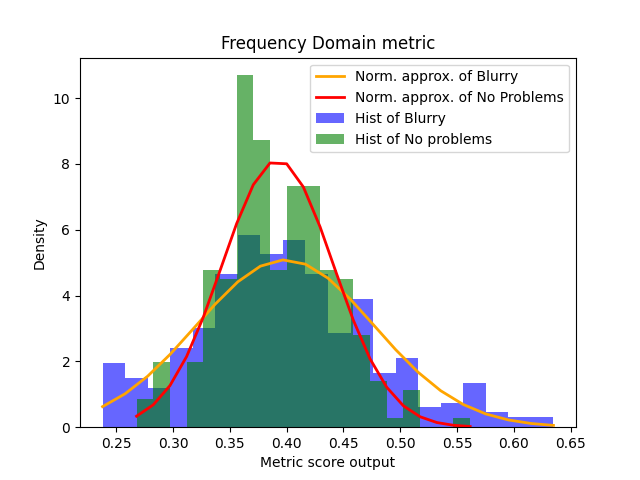 Frequency Domain metric
Norm. approx. of Blurry
Norm. approx. of No Problems
Hist of Blurry
Hist of No problems
10
8
6
4
2
0
Density
0.25 0.30 0.35 0.40 0.45 0.50 0.55 0.60 0.65
Metric score output